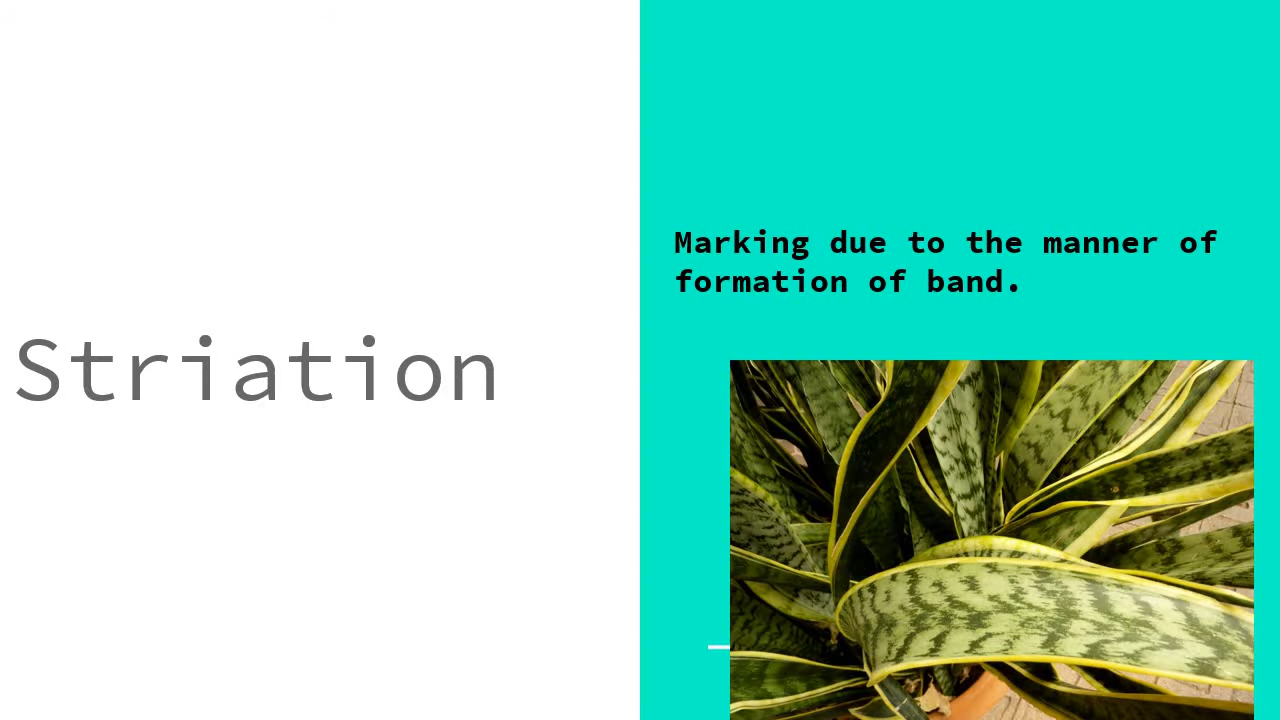 Striation
Marking due to the manner of
formation of band.